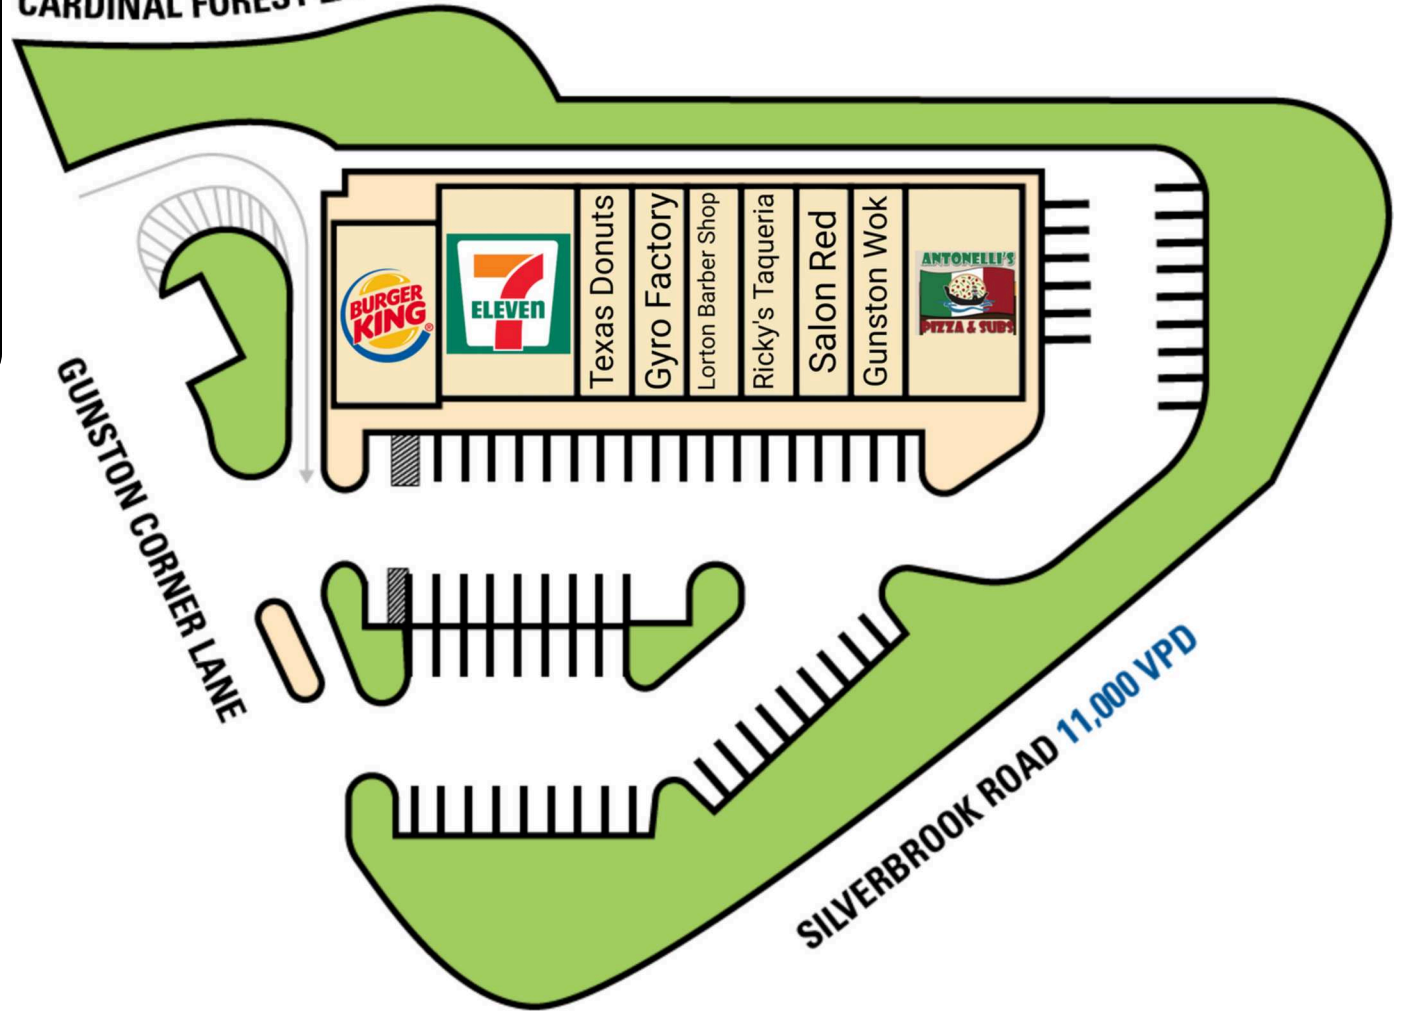 CARDINAL FOREST
BURGER
KING®
7
ELEVEN
Texas Donuts
Gyro Factory
Lorton Barber Shop
Ricky's Taqueria
Salon Red
Gunston Wok
ANTONELLI'S
PIZZA & SUBS
GUNSTON CORNER LANE
SILVERBROOK ROAD 11,000 VPD